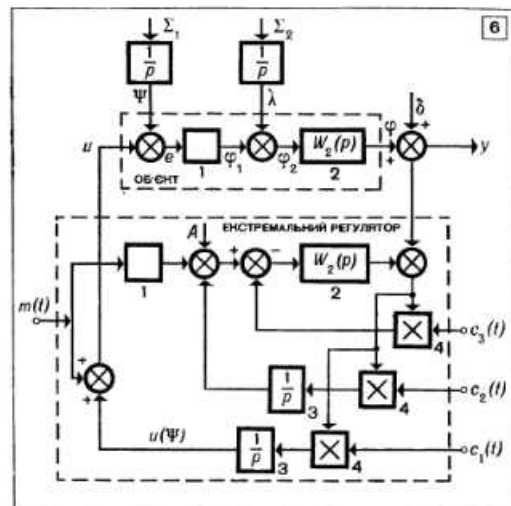 6
Σ₁ Σ₂
1/p 1/p
Ψ λ δ
u e φ₁ φ₂ W₂(p) φ + + y
1 2
ОБ'ЄКТ
ЕКСТРЕМАЛЬНИЙ РЕГУЛЯТОР
A + − W₂(p)
1 2
m(t)
× c₃(t)
4
+ + 1/p × c₂(t)
3 4
u(Ψ) 1/p × c₁(t)
3 4